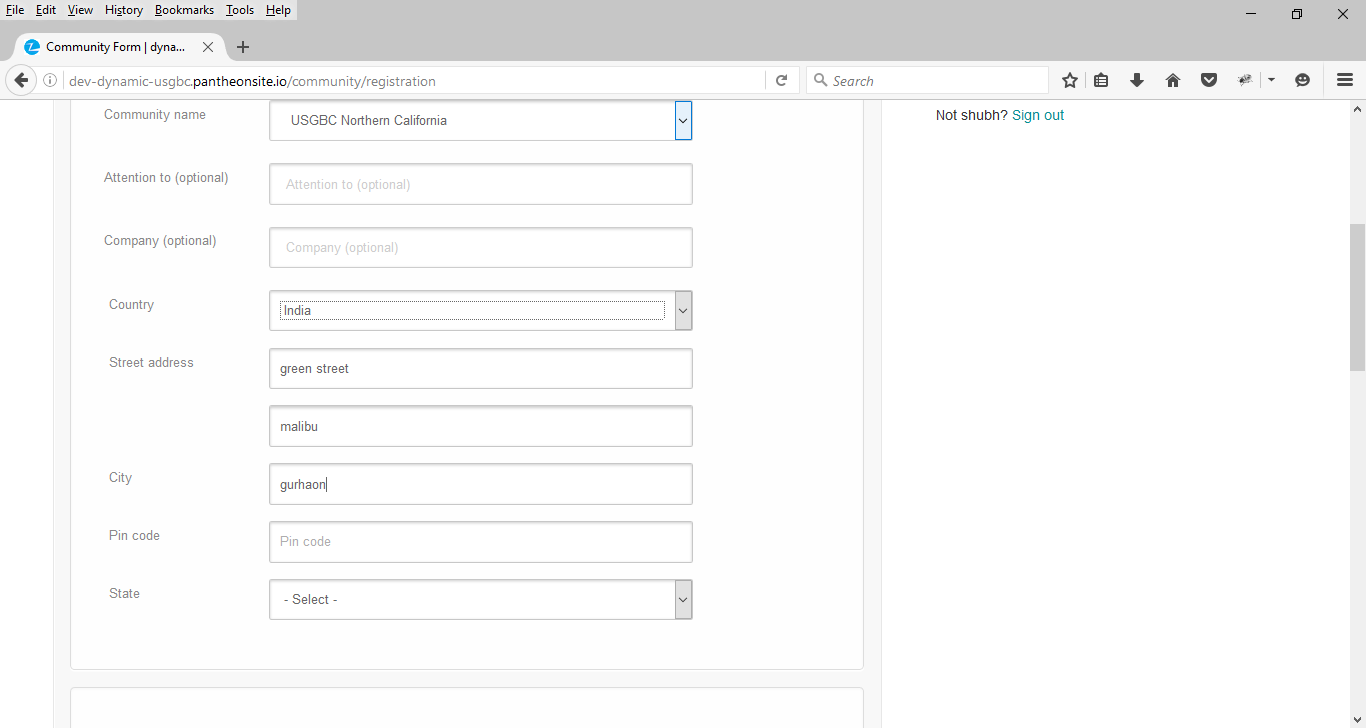 File Edit View History Bookmarks Tools Help
Community Form | dyna...
dev-dynamic-usgbc.pantheonsite.io/community/registration
Search
Community name
USGBC Northern California
Not shubh? Sign out
Attention to (optional)
Attention to (optional)
Company (optional)
Company (optional)
Country
India
Street address
green street
malibu
City
gurhaon
Pin code
Pin code
State
- Select -